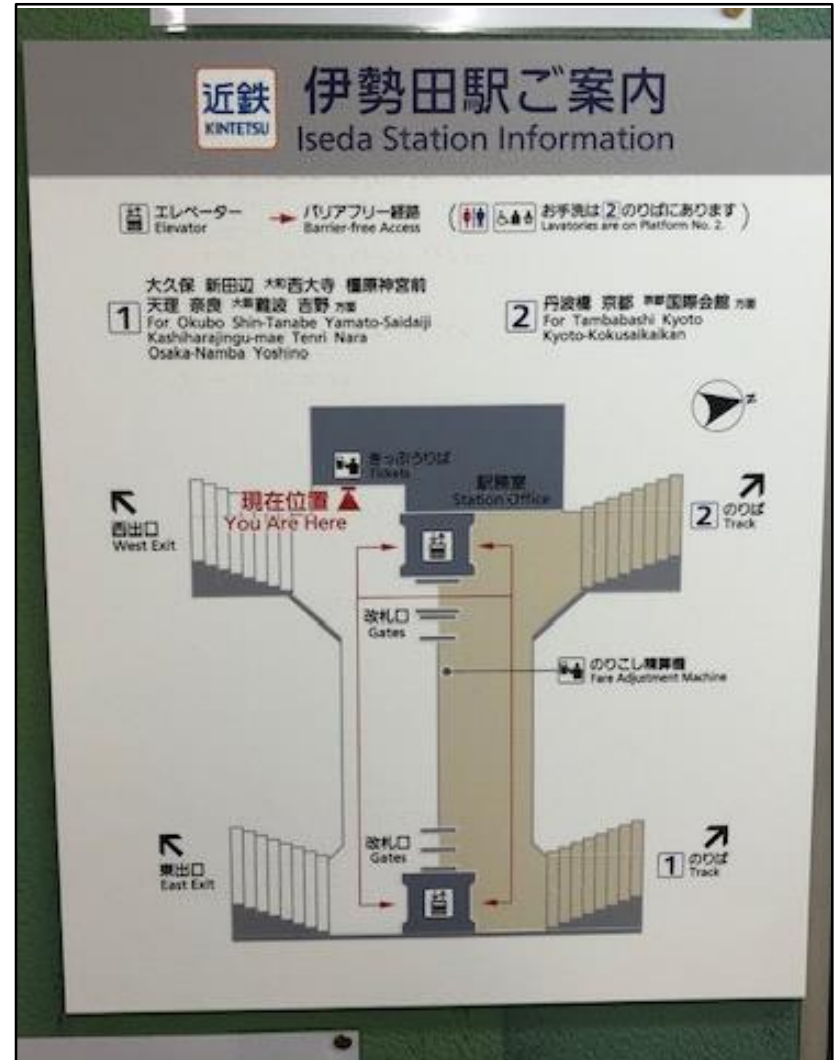 近鉄
KINTETSU
伊勢田駅ご案内
Iseda Station Information
エレベーター
Elevator
バリアフリー経路
Barrier-free Access
( お手洗は2のりばにあります )
Lavatories are on Platform No. 2.
1
大久保 新田辺 大和西大寺 橿原神宮前
天理 奈良 大阪難波 吉野 方面
For Okubo Shin-Tanabe Yamato-Saidaiji
Kashiharajingu-mae Tenri Nara
Osaka-Namba Yoshino
2
丹波橋 京都 京都国際会館 方面
For Tambabashi Kyoto
Kyoto-Kokusaikaikan
N
きっぷうりば
Tickets
駅務室
Station Office
現在位置
You Are Here
西出口
West Exit
2 のりば
Track
改札口
Gates
のりこし精算機
Fare Adjustment Machine
改札口
Gates
東出口
East Exit
1 のりば
Track